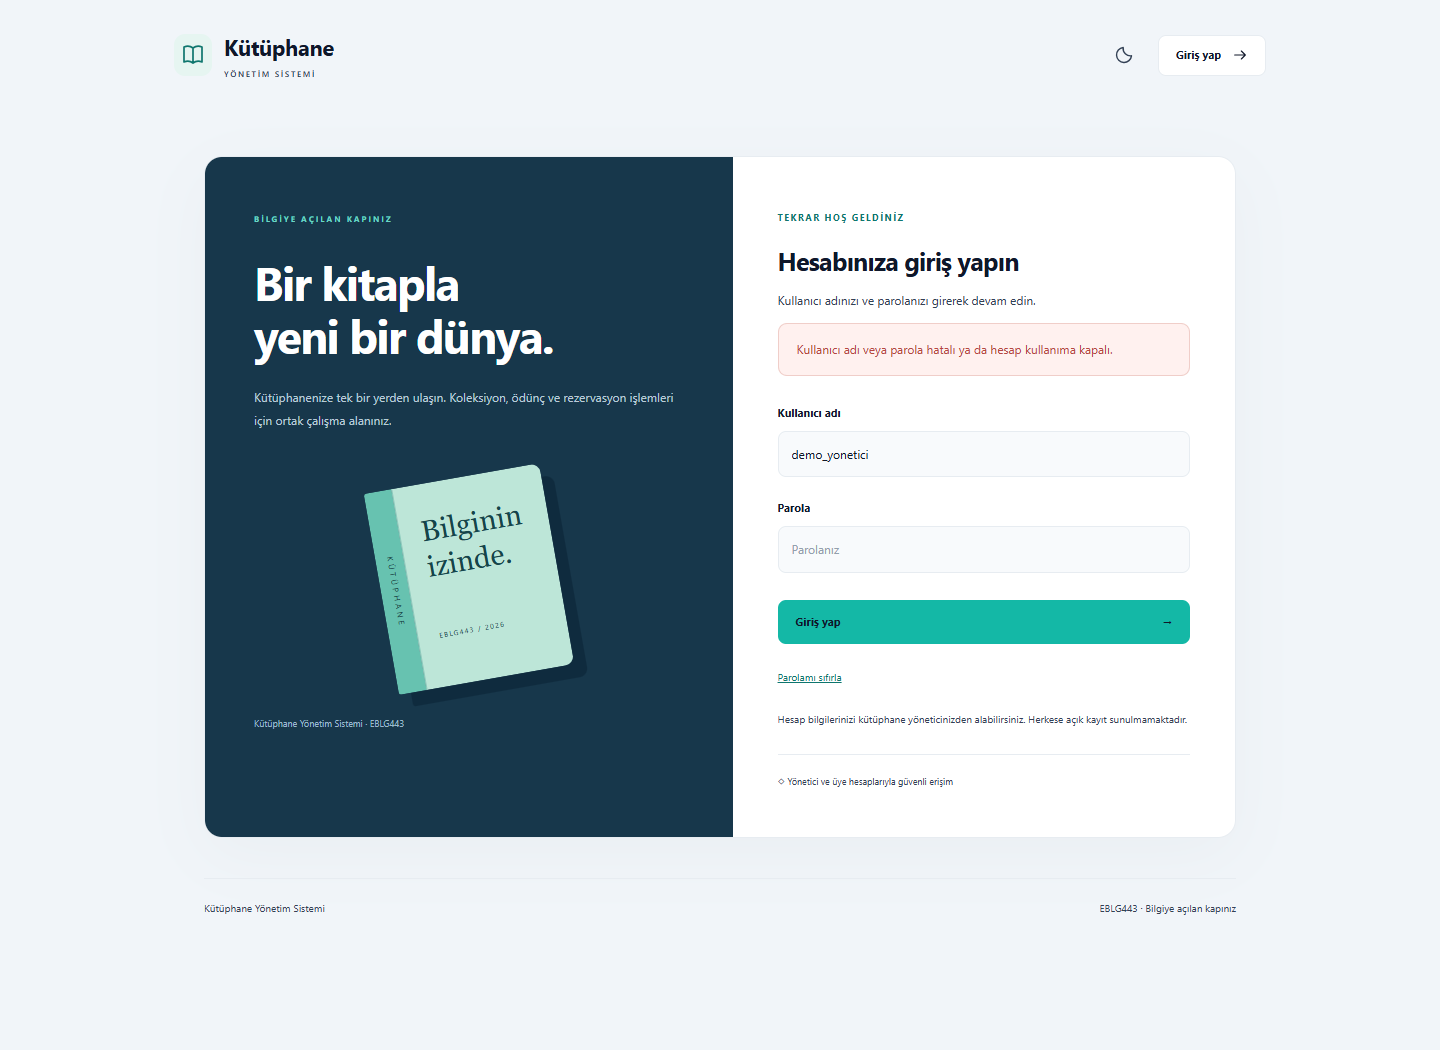 Kütüphane
YÖNETİM SİSTEMİ
Giriş yap →
BİLGİYE AÇILAN KAPINIZ
Bir kitapla
yeni bir dünya.
Kütüphanenize tek bir yerden ulaşın. Koleksiyon, ödünç ve rezervasyon işlemleri
için ortak çalışma alanınız.
KÜTÜPHANE
Bilginin
izinde.
EBLG443 / 2026
Kütüphane Yönetim Sistemi · EBLG443
TEKRAR HOŞ GELDİNİZ
Hesabınıza giriş yapın
Kullanıcı adınızı ve parolanızı girerek devam edin.
Kullanıcı adı veya parola hatalı ya da hesap kullanıma kapalı.
Kullanıcı adı
demo_yonetici
Parola
Parolanız
Giriş yap →
Parolamı sıfırla
Hesap bilgilerinizi kütüphane yöneticinizden alabilirsiniz. Herkese açık kayıt sunulmamaktadır.
◇ Yönetici ve üye hesaplarıyla güvenli erişim
Kütüphane Yönetim Sistemi
EBLG443 · Bilgiye açılan kapınız